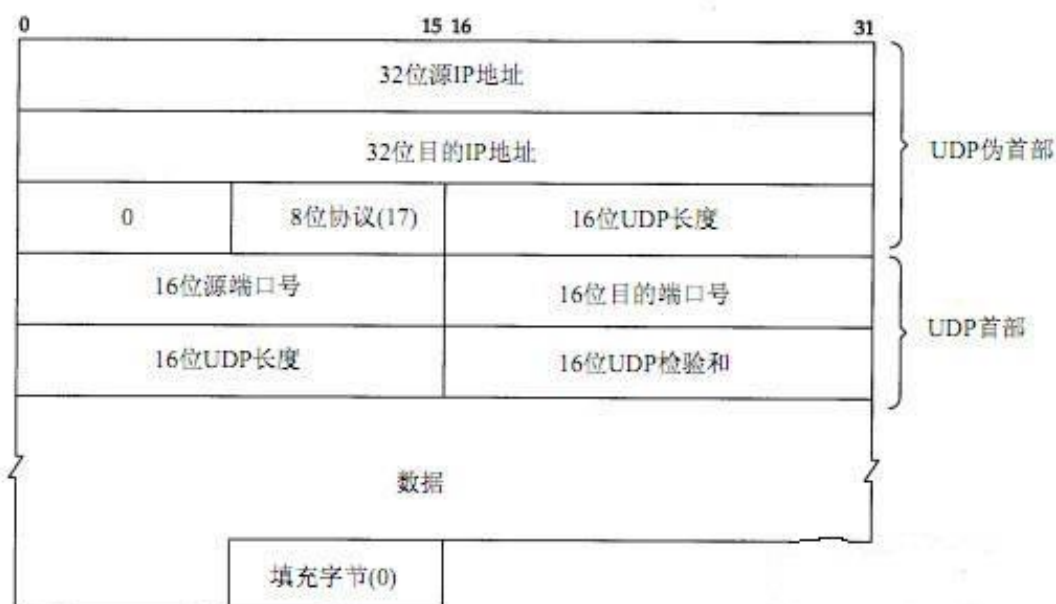 0 15 16 31
32位源IP地址
32位目的IP地址
UDP伪首部
0 8位协议(17) 16位UDP长度
16位源端口号 16位目的端口号
UDP首部
16位UDP长度 16位UDP检验和
数据
填充字节(0)